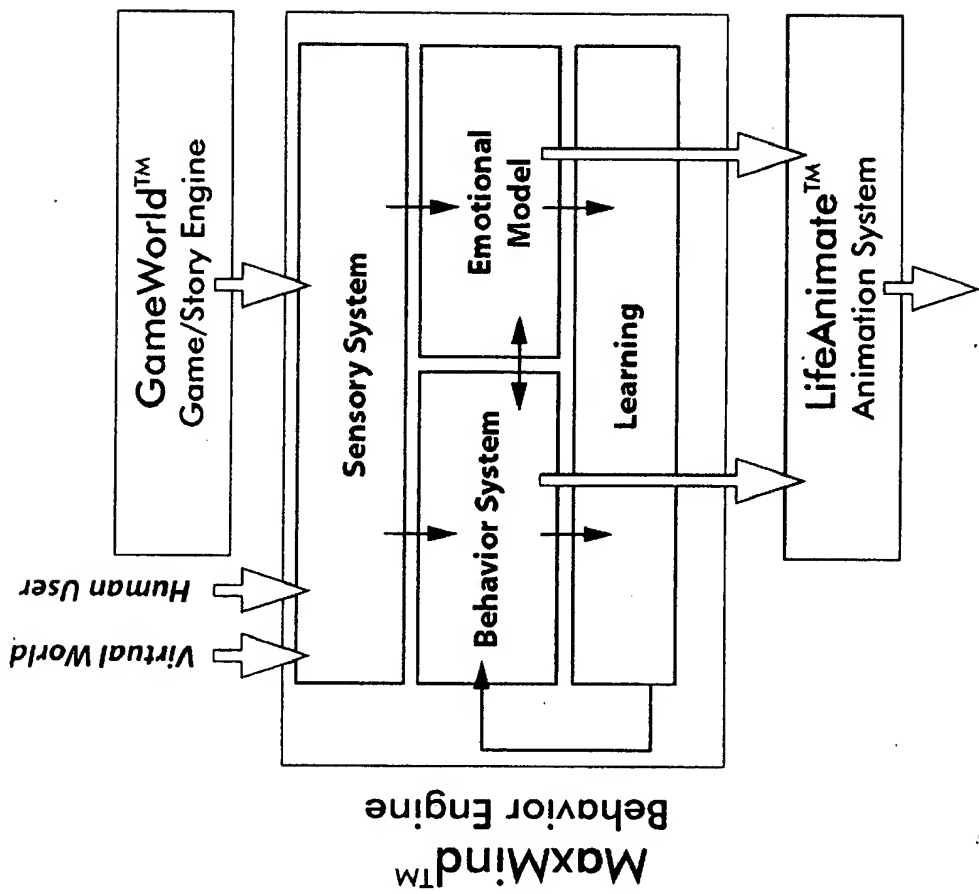 GameWorld™
Game/Story Engine
Virtual World
Human User
Sensory System
Behavior System
Emotional
Model
Learning
MaxMind™
Behavior Engine
LifeAnimate™
Animation System